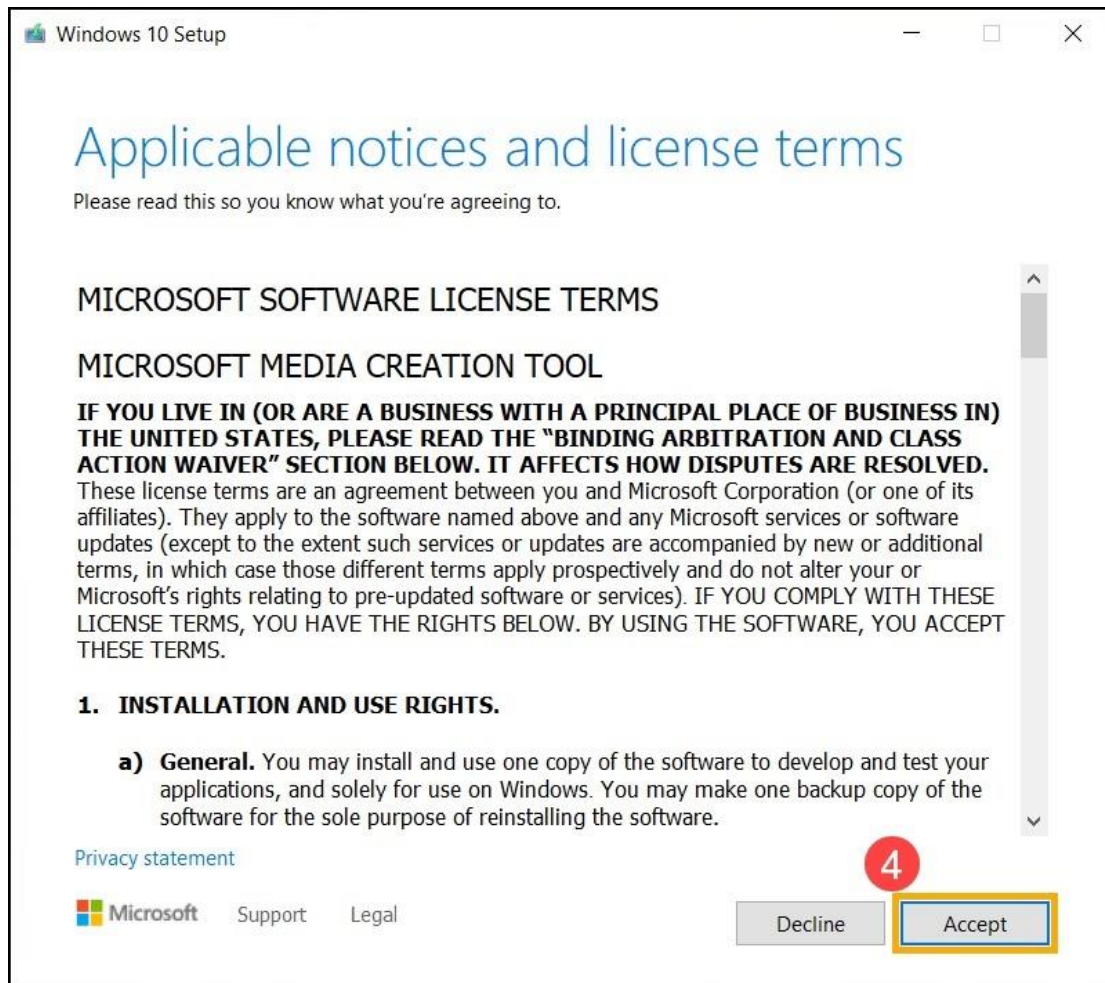 Windows 10 Setup
Applicable notices and license terms
Please read this so you know what you're agreeing to.
MICROSOFT SOFTWARE LICENSE TERMS
MICROSOFT MEDIA CREATION TOOL
IF YOU LIVE IN (OR ARE A BUSINESS WITH A PRINCIPAL PLACE OF BUSINESS IN)
THE UNITED STATES, PLEASE READ THE “BINDING ARBITRATION AND CLASS
ACTION WAIVER” SECTION BELOW. IT AFFECTS HOW DISPUTES ARE RESOLVED.
These license terms are an agreement between you and Microsoft Corporation (or one of its
affiliates). They apply to the software named above and any Microsoft services or software
updates (except to the extent such services or updates are accompanied by new or additional
terms, in which case those different terms apply prospectively and do not alter your or
Microsoft’s rights relating to pre-updated software or services). IF YOU COMPLY WITH THESE
LICENSE TERMS, YOU HAVE THE RIGHTS BELOW. BY USING THE SOFTWARE, YOU ACCEPT
THESE TERMS.
1. INSTALLATION AND USE RIGHTS.
a) General. You may install and use one copy of the software to develop and test your
applications, and solely for use on Windows. You may make one backup copy of the
software for the sole purpose of reinstalling the software.
Privacy statement
4
Microsoft Support Legal
Decline Accept